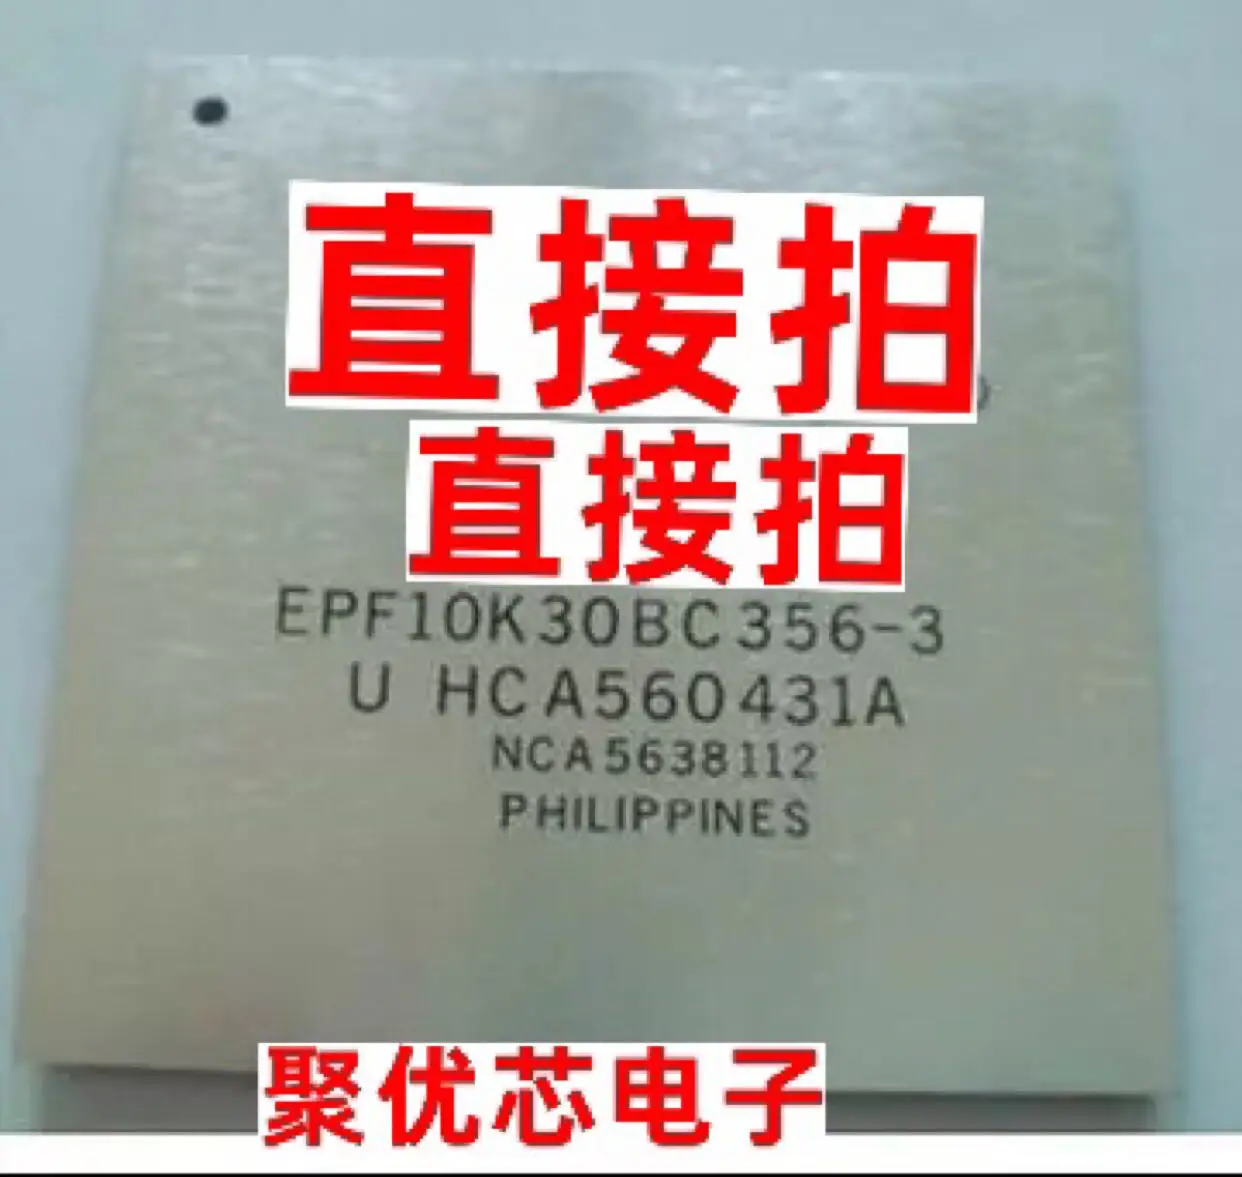 直接拍
直接拍
EPF10K30BC356-3
U HCA560431A
NCA5638112
PHILIPPINES
聚优芯电子